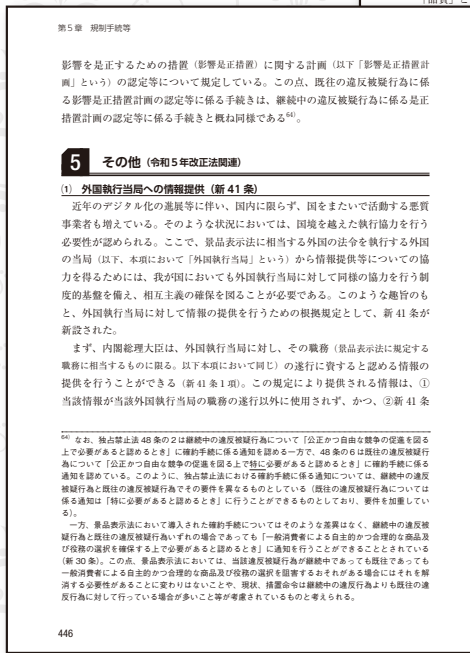 「品質」と
第5章 規制手続等
影響を是正するための措置（影響是正措置）に関する計画（以下「影響是正措置計
画」という）の認定等について規定している。この点、既往の違反被疑行為に係
る影響是正措置計画の認定等に係る手続きは、継続中の違反被疑行為に係る是正
措置計画の認定等に係る手続きと概ね同様である64)。
5 その他（令和5年改正法関連）
(1) 外国執行当局への情報提供（新41条）
近年のデジタル化の進展等に伴い、国内に限らず、国をまたいで活動する悪質
事業者も増えている。そのような状況においては、国境を越えた執行協力を行う
必要性が認められる。ここで、景品表示法に相当する外国の法令を執行する外国
の当局（以下、本項において「外国執行当局」という）から情報提供等についての協
力を得るためには、我が国においても外国執行当局に対して同様の協力を行う制
度的基盤を備え、相互主義の確保を図ることが必要である。このような趣旨のも
と、外国執行当局に対して情報の提供を行うための根拠規定として、新41条が
新設された。
まず、内閣総理大臣は、外国執行当局に対し、その職務（景品表示法に規定する
職務に相当するものに限る。以下本項において同じ）の遂行に資すると認める情報の
提供を行うことができる（新41条1項）。この規定により提供される情報は、①
当該情報が当該外国執行当局の職務の遂行以外に使用されず、かつ、②新41条
64) なお、独占禁止法48条の2は継続中の違反被疑行為について「公正かつ自由な競争の促進を図る
上で必要があると認めるとき」に確約手続に係る通知を認める一方で、48条の6は既往の違反被疑行
為について「公正かつ自由な競争の促進を図る上で特に必要があると認めるとき」に確約手続に係る
通知を認めている。このように、独占禁止法における確約手続に係る通知については、継続中の違反
被疑行為と既往の違反被疑行為でその要件を異なるものとしている（既往の違反被疑行為については
係る通知は「特に必要があると認めるとき」に行うことができるものとしており、要件を加重してい
る）。
一方、景品表示法において導入された確約手続についてはそのような差異はなく、継続中の違反被
疑行為と既往の違反被疑行為いずれの場合であっても「一般消費者による自主的かつ合理的な商品及
び役務の選択を確保する上で必要があると認めるとき」に通知を行うことができることとされている
（新30条）。この点、景品表示法においては、当該違反被疑行為が継続中であっても既往であっても
一般消費者による自主的かつ合理的な商品及び役務の選択を阻害するおそれがある場合にはそれを解
消する必要性があることに変わりはないことや、現状、措置命令は継続中の違反行為よりも既往の違
反行為に対して行っている場合が多いこと等が考慮されているものと考えられる。
446